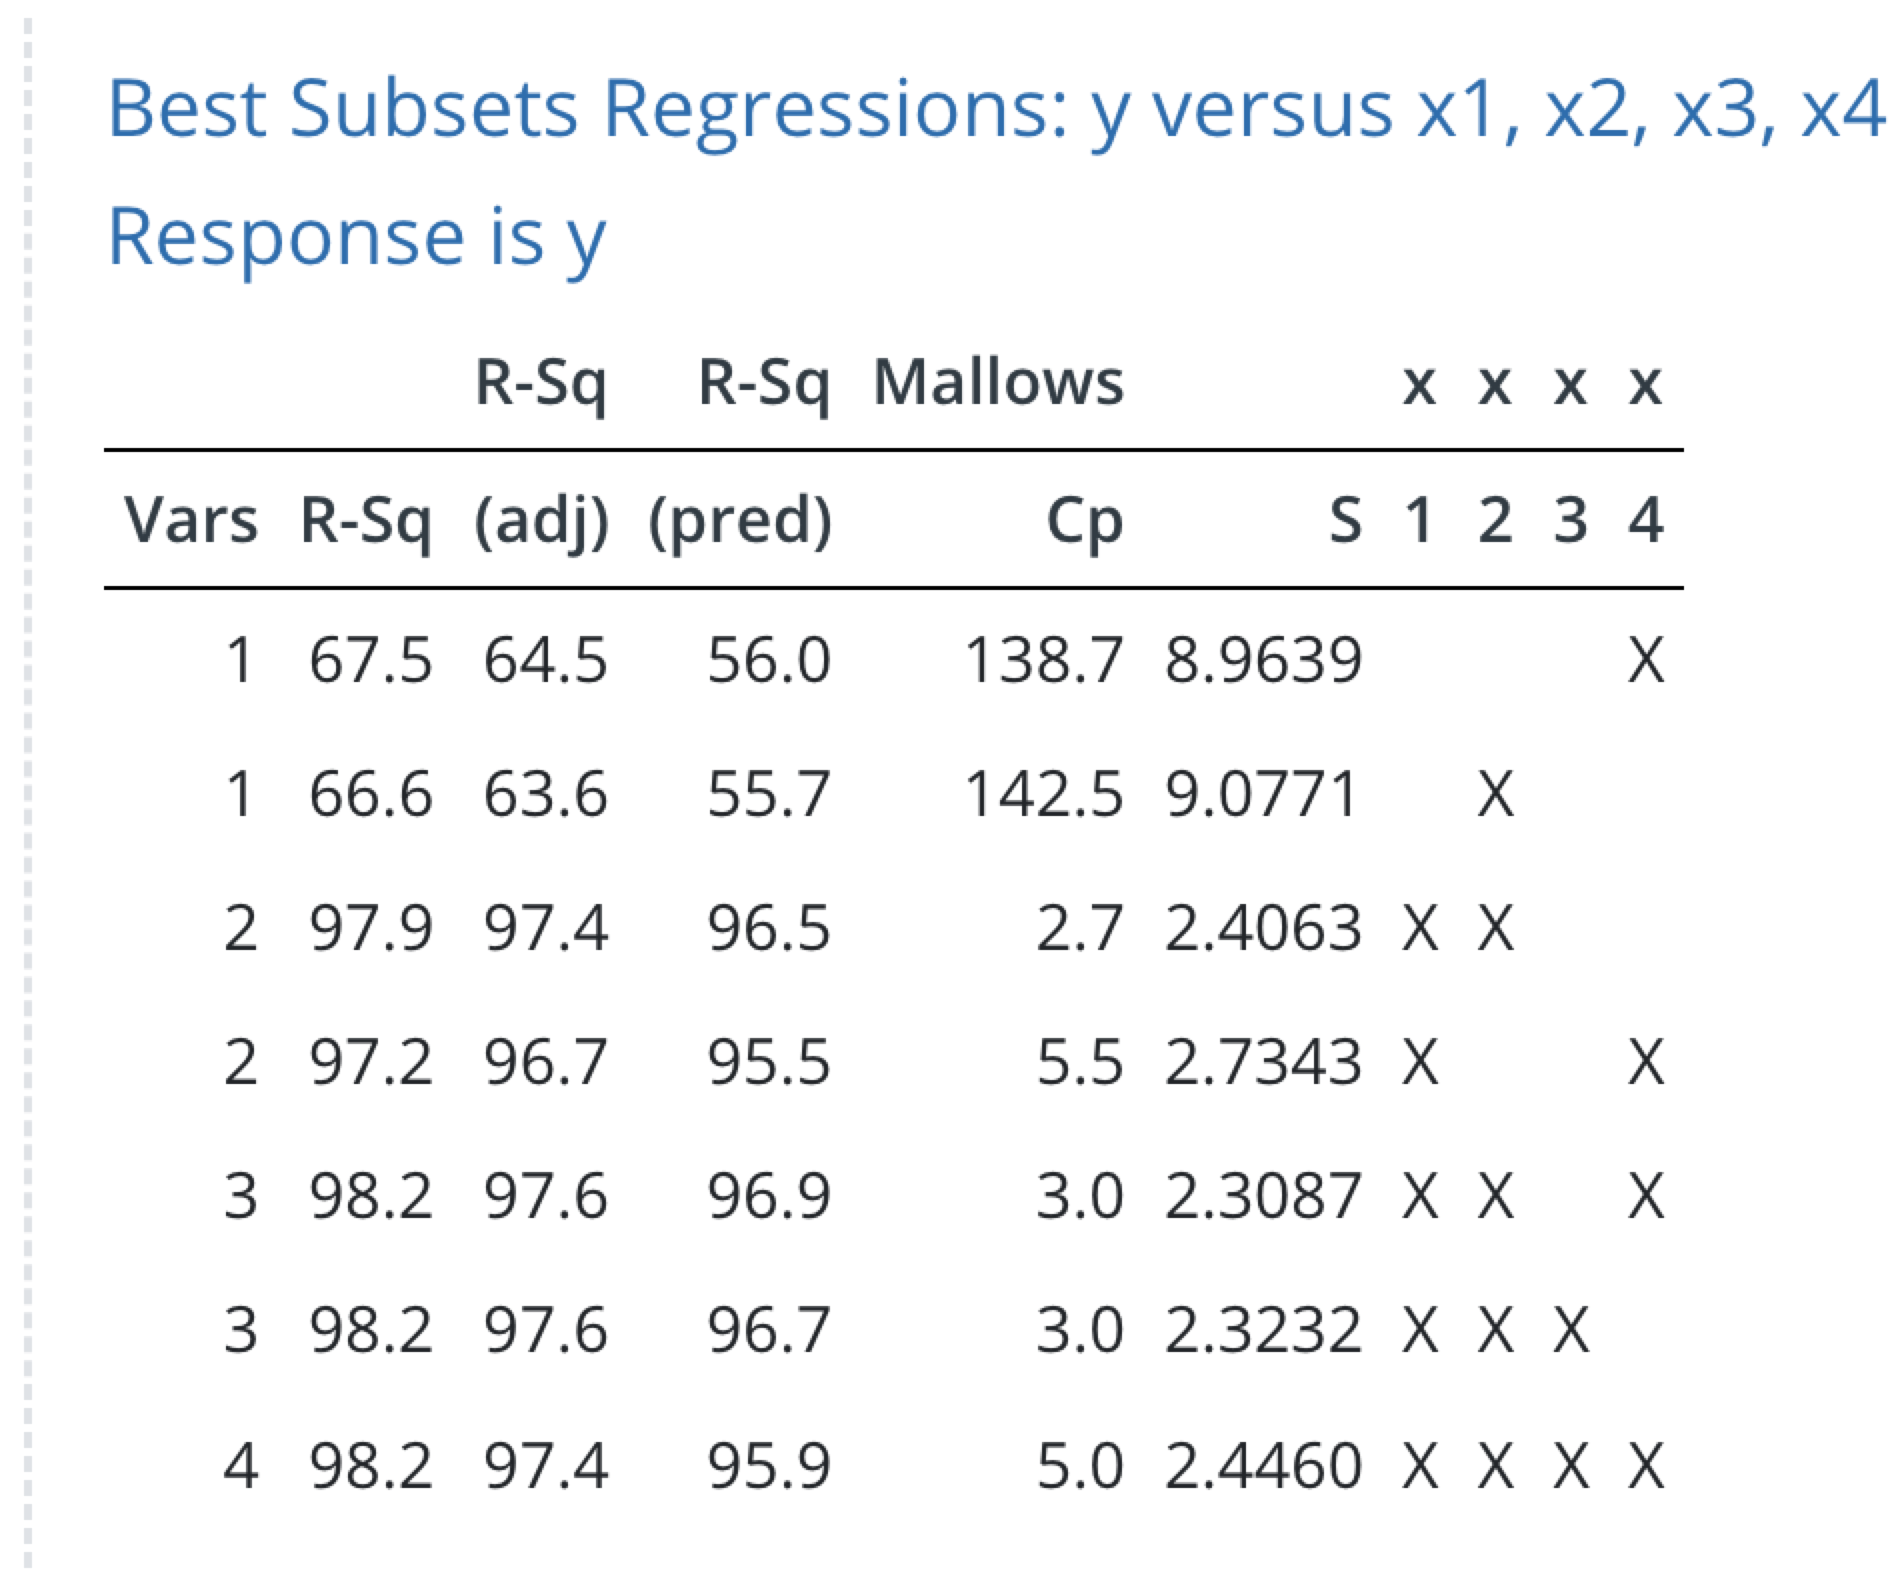 Best Subsets Regressions: y versus x1, x2, x3, x4
Response is y
R-Sq R-Sq Mallows x x x x
Vars R-Sq (adj) (pred) Cp S 1 2 3 4
1 67.5 64.5 56.0 138.7 8.9639 X
1 66.6 63.6 55.7 142.5 9.0771 X
2 97.9 97.4 96.5 2.7 2.4063 X X
2 97.2 96.7 95.5 5.5 2.7343 X X
3 98.2 97.6 96.9 3.0 2.3087 X X X
3 98.2 97.6 96.7 3.0 2.3232 X X X
4 98.2 97.4 95.9 5.0 2.4460 X X X X